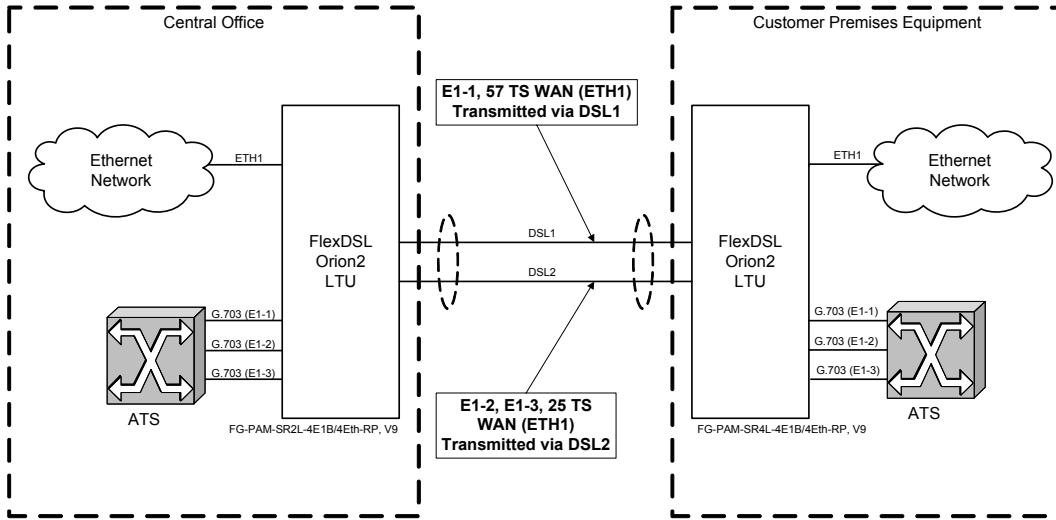 Central Office
Customer Premises Equipment
E1-1, 57 TS WAN (ETH1)
Transmitted via DSL1
Ethernet
Network
ETH1
FlexDSL
Orion2
LTU
G.703 (E1-1)
G.703 (E1-2)
G.703 (E1-3)
ATS
FG-PAM-SR2L-4E1B/4Eth-RP, V9
DSL1
DSL2
E1-2, E1-3, 25 TS
WAN (ETH1)
Transmitted via DSL2
FlexDSL
Orion2
LTU
ETH1
Ethernet
Network
G.703 (E1-1)
G.703 (E1-2)
G.703 (E1-3)
ATS
FG-PAM-SR4L-4E1B/4Eth-RP, V9